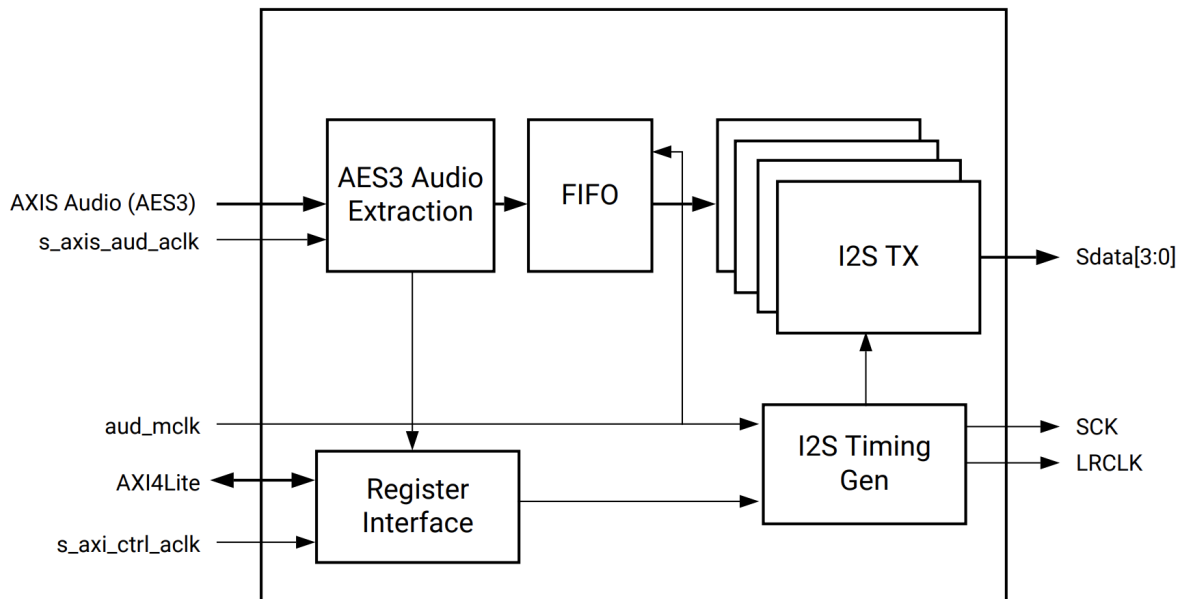 AES3 Audio
Extraction
FIFO
AXIS Audio (AES3)
s_axis_aud_aclk
I2S TX
Sdata[3:0]
aud_mclk
I2S Timing
Gen
SCK
LRCLK
AXI4Lite
Register
Interface
s_axi_ctrl_aclk